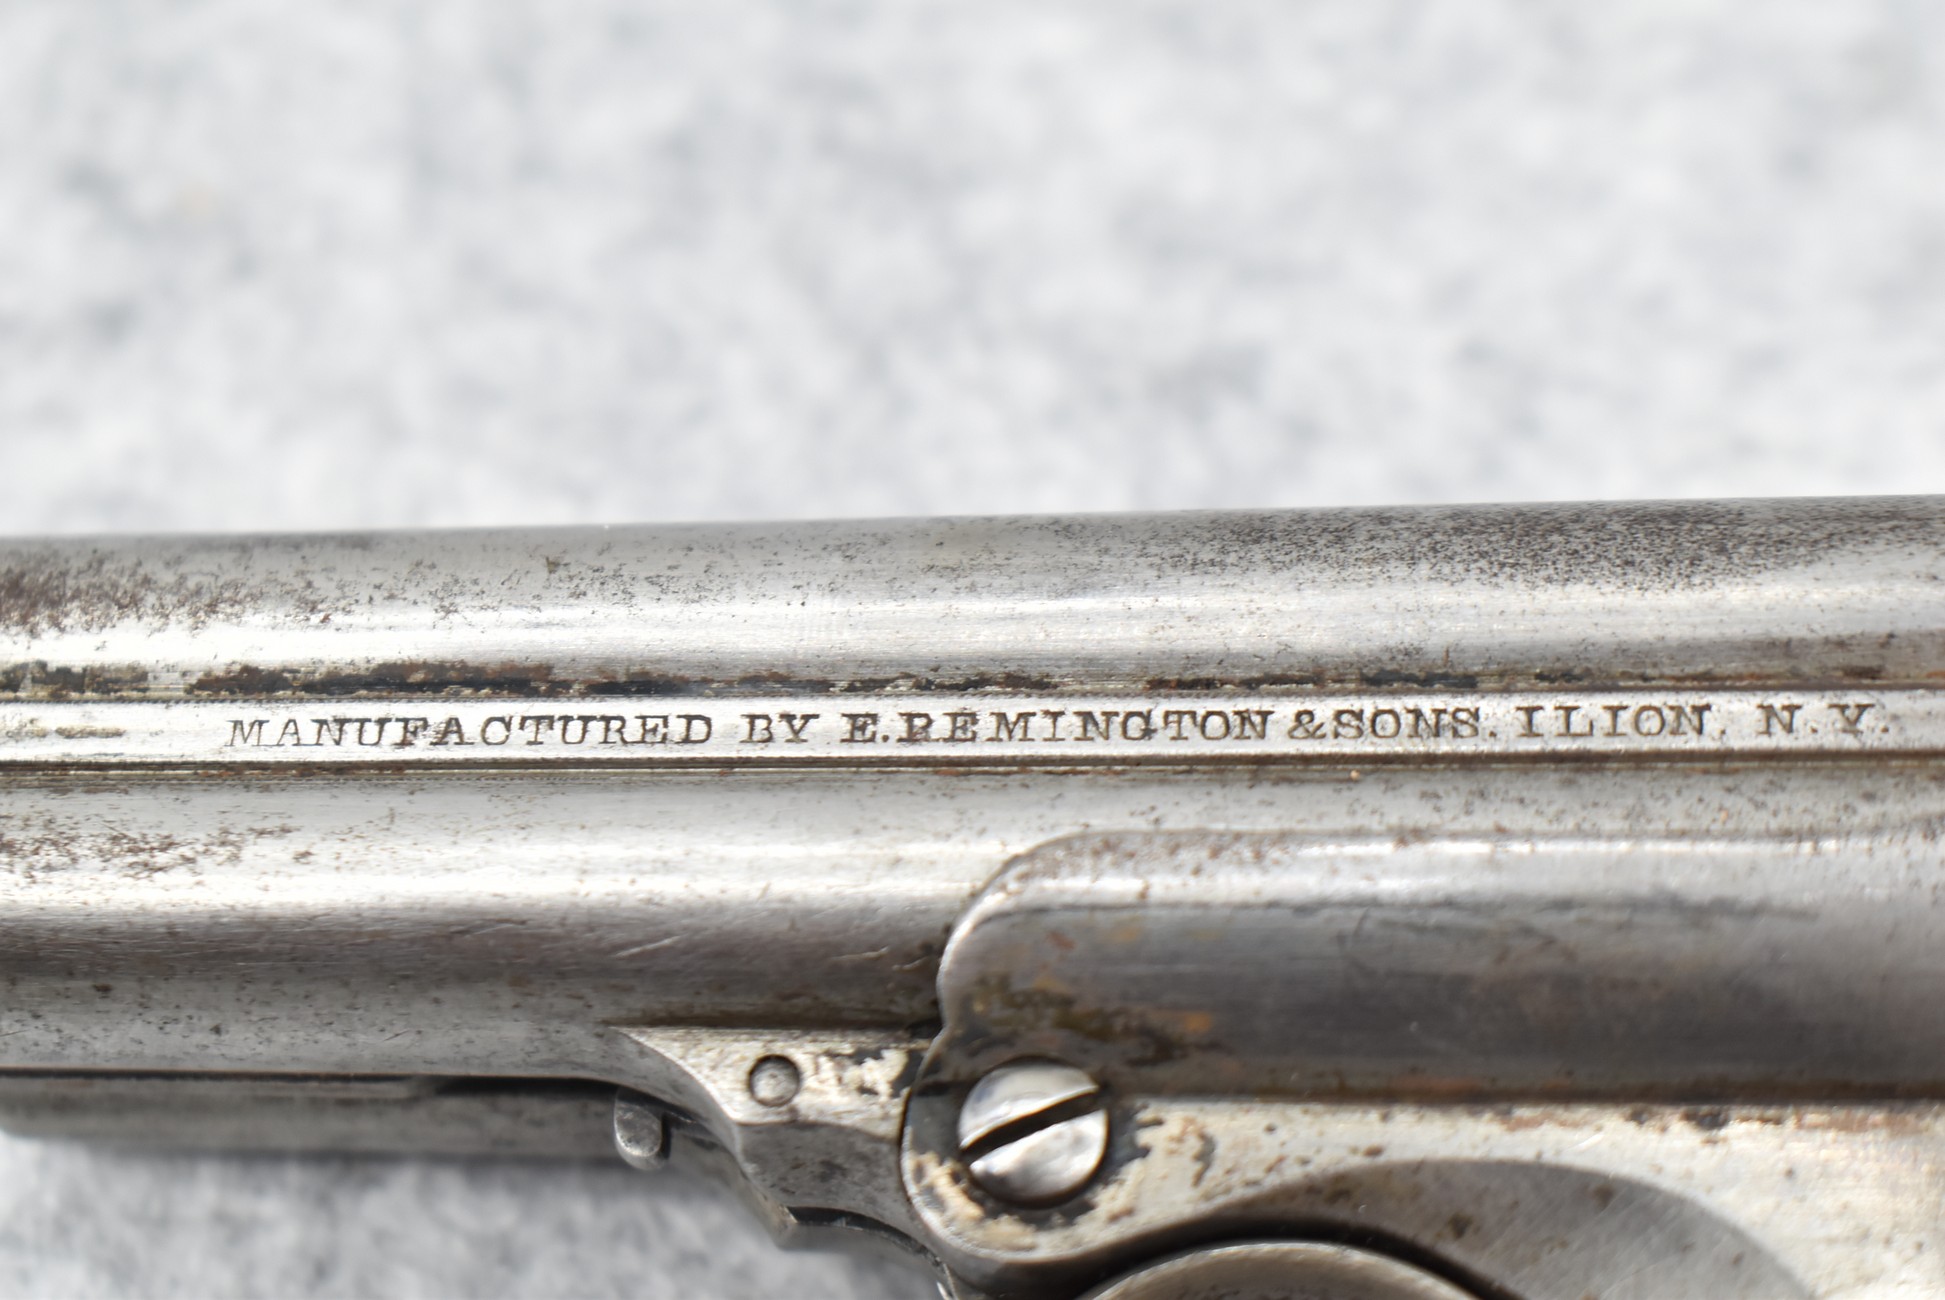 MANUFACTURED BY E.REMINGTON &SONS. ILION, N.Y.